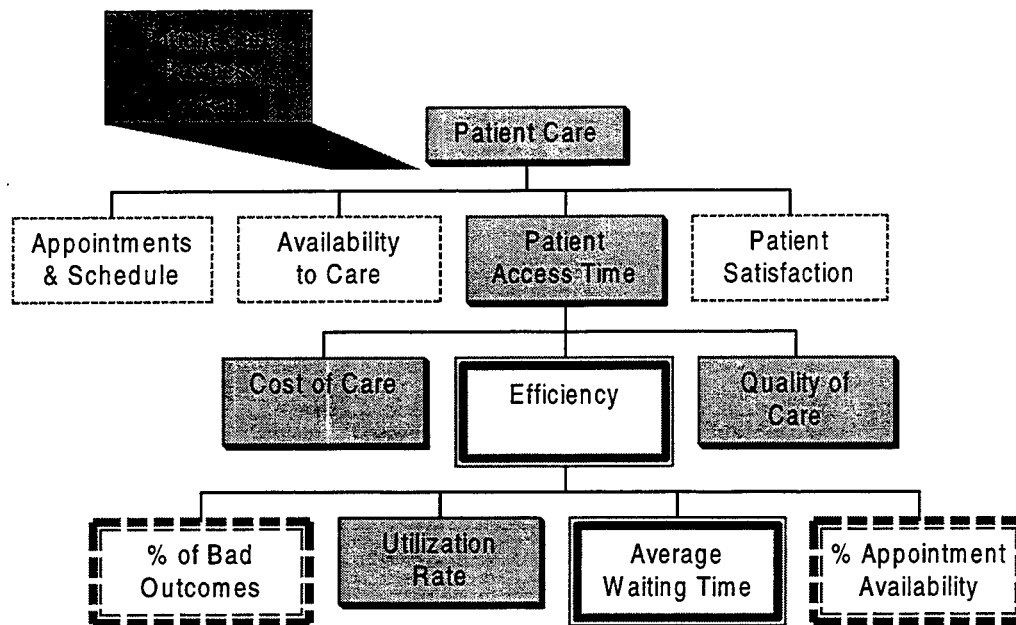 Patient Care
Appointments
& Schedule
Availability
to Care
Patient
Access Time
Patient
Satisfaction
Cost of Care
Efficiency
Quality of
Care
% of Bad
Outcomes
Utilization
Rate
Average
Waiting Time
% Appointment
Availability